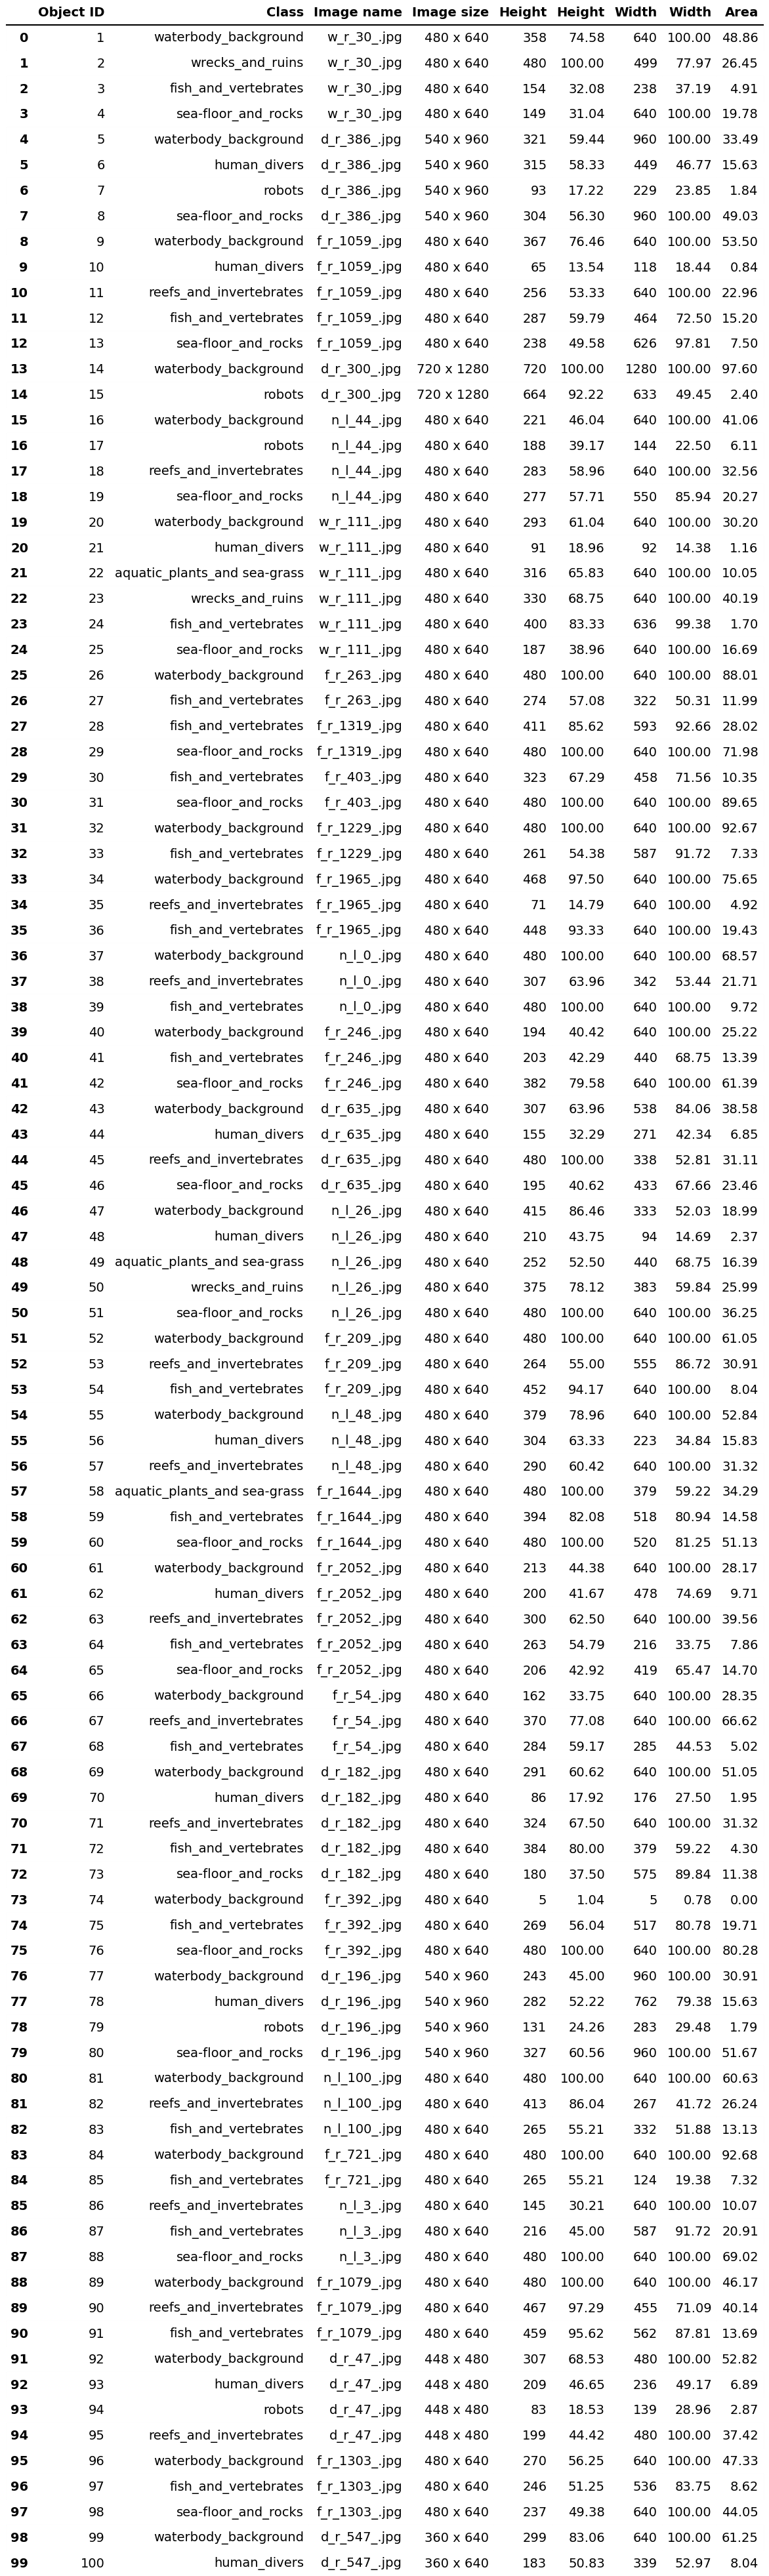 Object ID Class Image name Image size Height Height Width Width Area
0 1 waterbody_background w_r_30_.jpg 480 x 640 358 74.58 640 100.00 48.86
1 2 wrecks_and_ruins w_r_30_.jpg 480 x 640 480 100.00 499 77.97 26.45
2 3 fish_and_vertebrates w_r_30_.jpg 480 x 640 154 32.08 238 37.19 4.91
3 4 sea-floor_and_rocks w_r_30_.jpg 480 x 640 149 31.04 640 100.00 19.78
4 5 waterbody_background d_r_386_.jpg 540 x 960 321 59.44 960 100.00 33.49
5 6 human_divers d_r_386_.jpg 540 x 960 315 58.33 449 46.77 15.63
6 7 robots d_r_386_.jpg 540 x 960 93 17.22 229 23.85 1.84
7 8 sea-floor_and_rocks d_r_386_.jpg 540 x 960 304 56.30 960 100.00 49.03
8 9 waterbody_background f_r_1059_.jpg 480 x 640 367 76.46 640 100.00 53.50
9 10 human_divers f_r_1059_.jpg 480 x 640 65 13.54 118 18.44 0.84
10 11 reefs_and_invertebrates f_r_1059_.jpg 480 x 640 256 53.33 640 100.00 22.96
11 12 fish_and_vertebrates f_r_1059_.jpg 480 x 640 287 59.79 464 72.50 15.20
12 13 sea-floor_and_rocks f_r_1059_.jpg 480 x 640 238 49.58 626 97.81 7.50
13 14 waterbody_background d_r_300_.jpg 720 x 1280 720 100.00 1280 100.00 97.60
14 15 robots d_r_300_.jpg 720 x 1280 664 92.22 633 49.45 2.40
15 16 waterbody_background n_l_44_.jpg 480 x 640 221 46.04 640 100.00 41.06
16 17 robots n_l_44_.jpg 480 x 640 188 39.17 144 22.50 6.11
17 18 reefs_and_invertebrates n_l_44_.jpg 480 x 640 283 58.96 640 100.00 32.56
18 19 sea-floor_and_rocks n_l_44_.jpg 480 x 640 277 57.71 550 85.94 20.27
19 20 waterbody_background w_r_111_.jpg 480 x 640 293 61.04 640 100.00 30.20
20 21 human_divers w_r_111_.jpg 480 x 640 91 18.96 92 14.38 1.16
21 22 aquatic_plants_and sea-grass w_r_111_.jpg 480 x 640 316 65.83 640 100.00 10.05
22 23 wrecks_and_ruins w_r_111_.jpg 480 x 640 330 68.75 640 100.00 40.19
23 24 fish_and_vertebrates w_r_111_.jpg 480 x 640 400 83.33 636 99.38 1.70
24 25 sea-floor_and_rocks w_r_111_.jpg 480 x 640 187 38.96 640 100.00 16.69
25 26 waterbody_background f_r_263_.jpg 480 x 640 480 100.00 640 100.00 88.01
26 27 fish_and_vertebrates f_r_263_.jpg 480 x 640 274 57.08 322 50.31 11.99
27 28 fish_and_vertebrates f_r_1319_.jpg 480 x 640 411 85.62 593 92.66 28.02
28 29 sea-floor_and_rocks f_r_1319_.jpg 480 x 640 480 100.00 640 100.00 71.98
29 30 fish_and_vertebrates f_r_403_.jpg 480 x 640 323 67.29 458 71.56 10.35
30 31 sea-floor_and_rocks f_r_403_.jpg 480 x 640 480 100.00 640 100.00 89.65
31 32 waterbody_background f_r_1229_.jpg 480 x 640 480 100.00 640 100.00 92.67
32 33 fish_and_vertebrates f_r_1229_.jpg 480 x 640 261 54.38 587 91.72 7.33
33 34 waterbody_background f_r_1965_.jpg 480 x 640 468 97.50 640 100.00 75.65
34 35 reefs_and_invertebrates f_r_1965_.jpg 480 x 640 71 14.79 640 100.00 4.92
35 36 fish_and_vertebrates f_r_1965_.jpg 480 x 640 448 93.33 640 100.00 19.43
36 37 waterbody_background n_l_0_.jpg 480 x 640 480 100.00 640 100.00 68.57
37 38 reefs_and_invertebrates n_l_0_.jpg 480 x 640 307 63.96 342 53.44 21.71
38 39 fish_and_vertebrates n_l_0_.jpg 480 x 640 480 100.00 640 100.00 9.72
39 40 waterbody_background f_r_246_.jpg 480 x 640 194 40.42 640 100.00 25.22
40 41 fish_and_vertebrates f_r_246_.jpg 480 x 640 203 42.29 440 68.75 13.39
41 42 sea-floor_and_rocks f_r_246_.jpg 480 x 640 382 79.58 640 100.00 61.39
42 43 waterbody_background d_r_635_.jpg 480 x 640 307 63.96 538 84.06 38.58
43 44 human_divers d_r_635_.jpg 480 x 640 155 32.29 271 42.34 6.85
44 45 reefs_and_invertebrates d_r_635_.jpg 480 x 640 480 100.00 338 52.81 31.11
45 46 sea-floor_and_rocks d_r_635_.jpg 480 x 640 195 40.62 433 67.66 23.46
46 47 waterbody_background n_l_26_.jpg 480 x 640 415 86.46 333 52.03 18.99
47 48 human_divers n_l_26_.jpg 480 x 640 210 43.75 94 14.69 2.37
48 49 aquatic_plants_and sea-grass n_l_26_.jpg 480 x 640 252 52.50 440 68.75 16.39
49 50 wrecks_and_ruins n_l_26_.jpg 480 x 640 375 78.12 383 59.84 25.99
50 51 sea-floor_and_rocks n_l_26_.jpg 480 x 640 480 100.00 640 100.00 36.25
51 52 waterbody_background f_r_209_.jpg 480 x 640 480 100.00 640 100.00 61.05
52 53 reefs_and_invertebrates f_r_209_.jpg 480 x 640 264 55.00 555 86.72 30.91
53 54 fish_and_vertebrates f_r_209_.jpg 480 x 640 452 94.17 640 100.00 8.04
54 55 waterbody_background n_l_48_.jpg 480 x 640 379 78.96 640 100.00 52.84
55 56 human_divers n_l_48_.jpg 480 x 640 304 63.33 223 34.84 15.83
56 57 reefs_and_invertebrates n_l_48_.jpg 480 x 640 290 60.42 640 100.00 31.32
57 58 aquatic_plants_and sea-grass f_r_1644_.jpg 480 x 640 480 100.00 379 59.22 34.29
58 59 fish_and_vertebrates f_r_1644_.jpg 480 x 640 394 82.08 518 80.94 14.58
59 60 sea-floor_and_rocks f_r_1644_.jpg 480 x 640 480 100.00 520 81.25 51.13
60 61 waterbody_background f_r_2052_.jpg 480 x 640 213 44.38 640 100.00 28.17
61 62 human_divers f_r_2052_.jpg 480 x 640 200 41.67 478 74.69 9.71
62 63 reefs_and_invertebrates f_r_2052_.jpg 480 x 640 300 62.50 640 100.00 39.56
63 64 fish_and_vertebrates f_r_2052_.jpg 480 x 640 263 54.79 216 33.75 7.86
64 65 sea-floor_and_rocks f_r_2052_.jpg 480 x 640 206 42.92 419 65.47 14.70
65 66 waterbody_background f_r_54_.jpg 480 x 640 162 33.75 640 100.00 28.35
66 67 reefs_and_invertebrates f_r_54_.jpg 480 x 640 370 77.08 640 100.00 66.62
67 68 fish_and_vertebrates f_r_54_.jpg 480 x 640 284 59.17 285 44.53 5.02
68 69 waterbody_background d_r_182_.jpg 480 x 640 291 60.62 640 100.00 51.05
69 70 human_divers d_r_182_.jpg 480 x 640 86 17.92 176 27.50 1.95
70 71 reefs_and_invertebrates d_r_182_.jpg 480 x 640 324 67.50 640 100.00 31.32
71 72 fish_and_vertebrates d_r_182_.jpg 480 x 640 384 80.00 379 59.22 4.30
72 73 sea-floor_and_rocks d_r_182_.jpg 480 x 640 180 37.50 575 89.84 11.38
73 74 waterbody_background f_r_392_.jpg 480 x 640 5 1.04 5 0.78 0.00
74 75 fish_and_vertebrates f_r_392_.jpg 480 x 640 269 56.04 517 80.78 19.71
75 76 sea-floor_and_rocks f_r_392_.jpg 480 x 640 480 100.00 640 100.00 80.28
76 77 waterbody_background d_r_196_.jpg 540 x 960 243 45.00 960 100.00 30.91
77 78 human_divers d_r_196_.jpg 540 x 960 282 52.22 762 79.38 15.63
78 79 robots d_r_196_.jpg 540 x 960 131 24.26 283 29.48 1.79
79 80 sea-floor_and_rocks d_r_196_.jpg 540 x 960 327 60.56 960 100.00 51.67
80 81 waterbody_background n_l_100_.jpg 480 x 640 480 100.00 640 100.00 60.63
81 82 reefs_and_invertebrates n_l_100_.jpg 480 x 640 413 86.04 267 41.72 26.24
82 83 fish_and_vertebrates n_l_100_.jpg 480 x 640 265 55.21 332 51.88 13.13
83 84 waterbody_background f_r_721_.jpg 480 x 640 480 100.00 640 100.00 92.68
84 85 fish_and_vertebrates f_r_721_.jpg 480 x 640 265 55.21 124 19.38 7.32
85 86 reefs_and_invertebrates n_l_3_.jpg 480 x 640 145 30.21 640 100.00 10.07
86 87 fish_and_vertebrates n_l_3_.jpg 480 x 640 216 45.00 587 91.72 20.91
87 88 sea-floor_and_rocks n_l_3_.jpg 480 x 640 480 100.00 640 100.00 69.02
88 89 waterbody_background f_r_1079_.jpg 480 x 640 480 100.00 640 100.00 46.17
89 90 reefs_and_invertebrates f_r_1079_.jpg 480 x 640 467 97.29 455 71.09 40.14
90 91 fish_and_vertebrates f_r_1079_.jpg 480 x 640 459 95.62 562 87.81 13.69
91 92 waterbody_background d_r_47_.jpg 448 x 480 307 68.53 480 100.00 52.82
92 93 human_divers d_r_47_.jpg 448 x 480 209 46.65 236 49.17 6.89
93 94 robots d_r_47_.jpg 448 x 480 83 18.53 139 28.96 2.87
94 95 reefs_and_invertebrates d_r_47_.jpg 448 x 480 199 44.42 480 100.00 37.42
95 96 waterbody_background f_r_1303_.jpg 480 x 640 270 56.25 640 100.00 47.33
96 97 fish_and_vertebrates f_r_1303_.jpg 480 x 640 246 51.25 536 83.75 8.62
97 98 sea-floor_and_rocks f_r_1303_.jpg 480 x 640 237 49.38 640 100.00 44.05
98 99 waterbody_background d_r_547_.jpg 360 x 640 299 83.06 640 100.00 61.25
99 100 human_divers d_r_547_.jpg 360 x 640 183 50.83 339 52.97 8.04